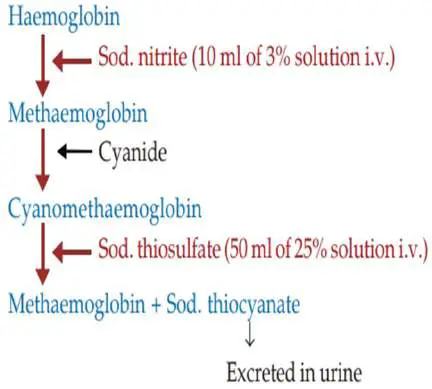 Haemoglobin
Sod. nitrite (10 ml of 3% solution i.v.)
Methaemoglobin
Cyanide
Cyanomethaemoglobin
Sod. thiosulfate (50 ml of 25% solution i.v.)
Methaemoglobin + Sod. thiocyanate
Excreted in urine